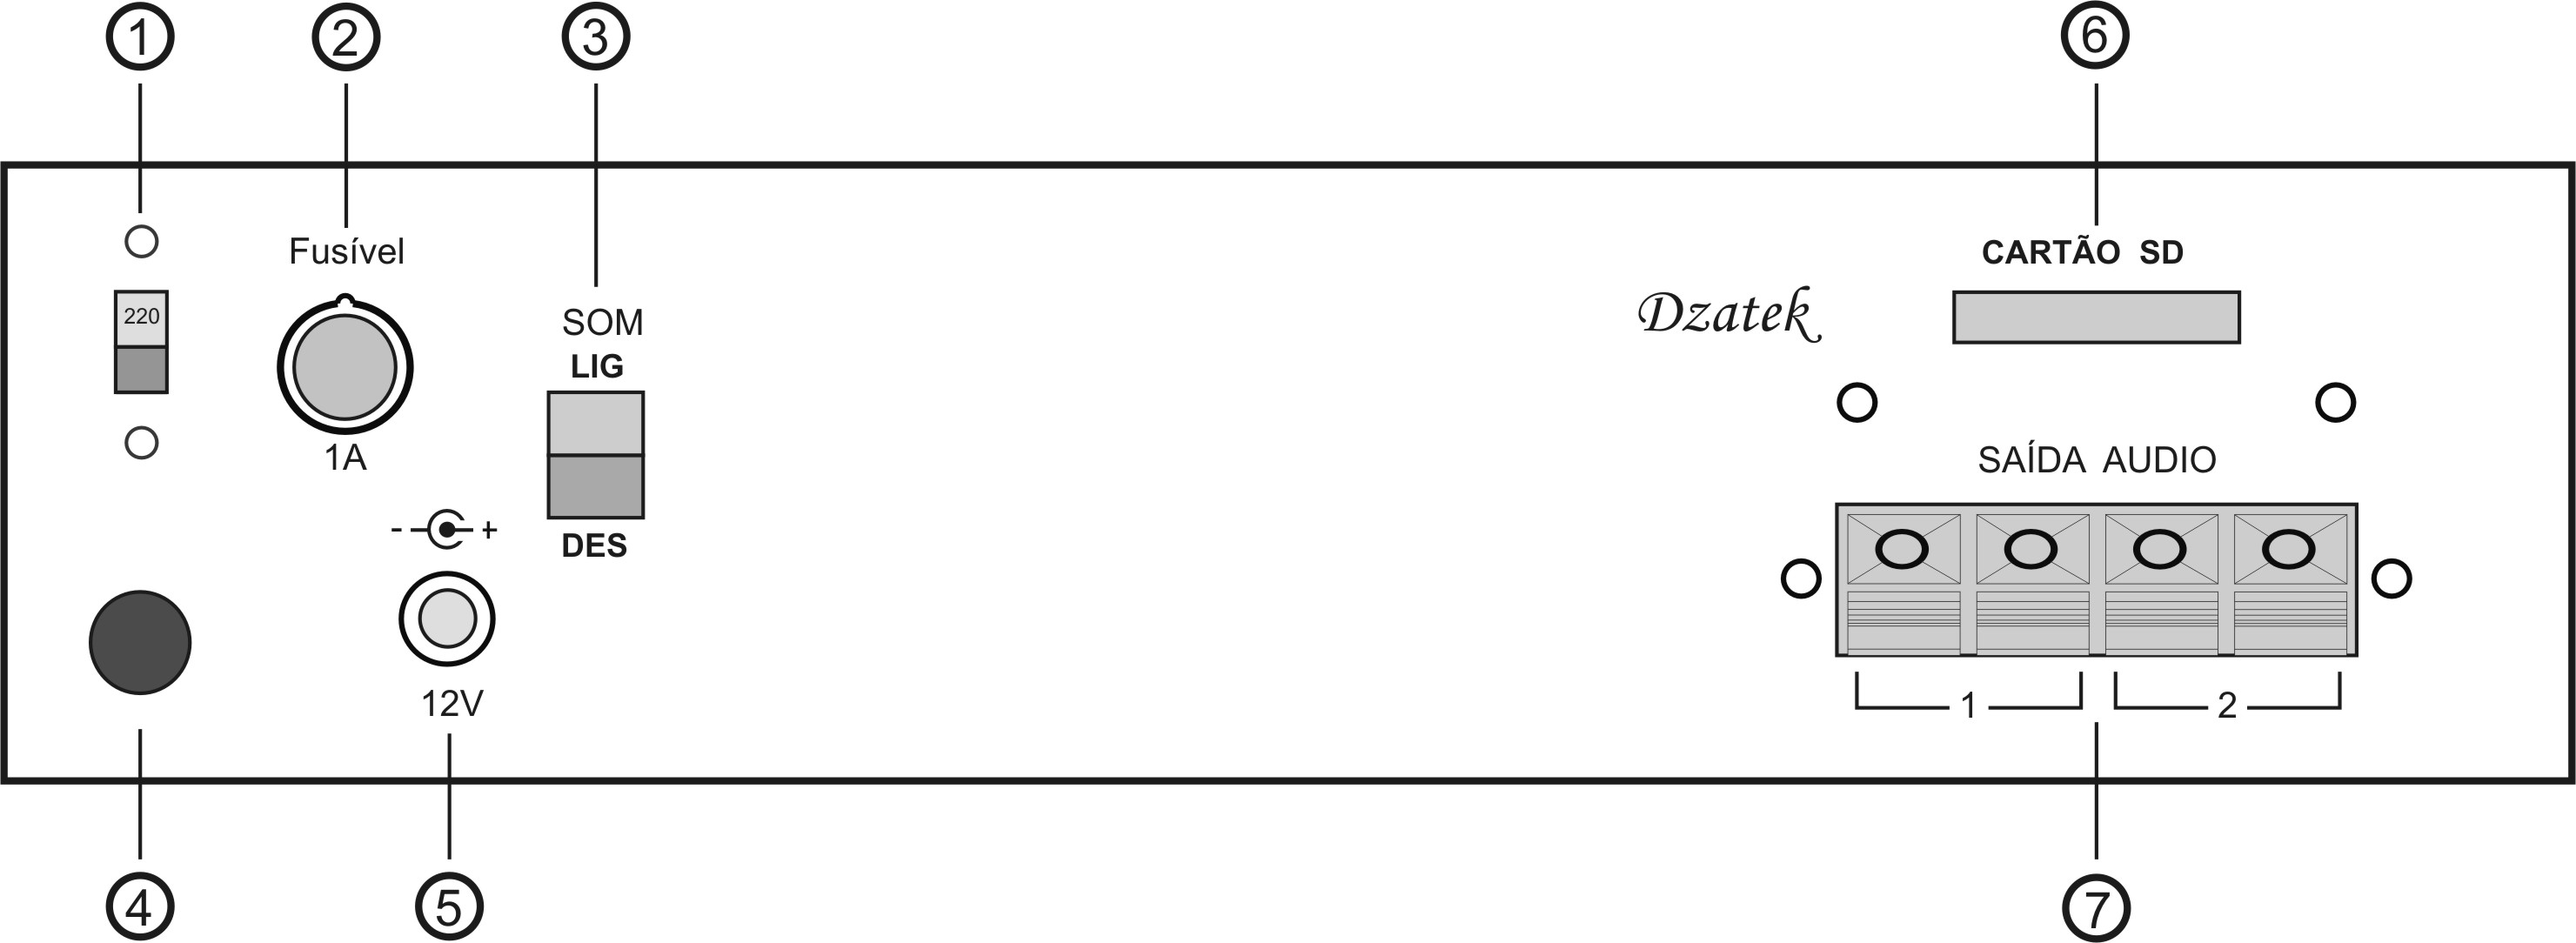 1 2 3 6
Fusível
CARTÃO SD
220
SOM
Dzatek
LIG
1A
SAÍDA AUDIO
- +
DES
12V
1 2
4 5 7